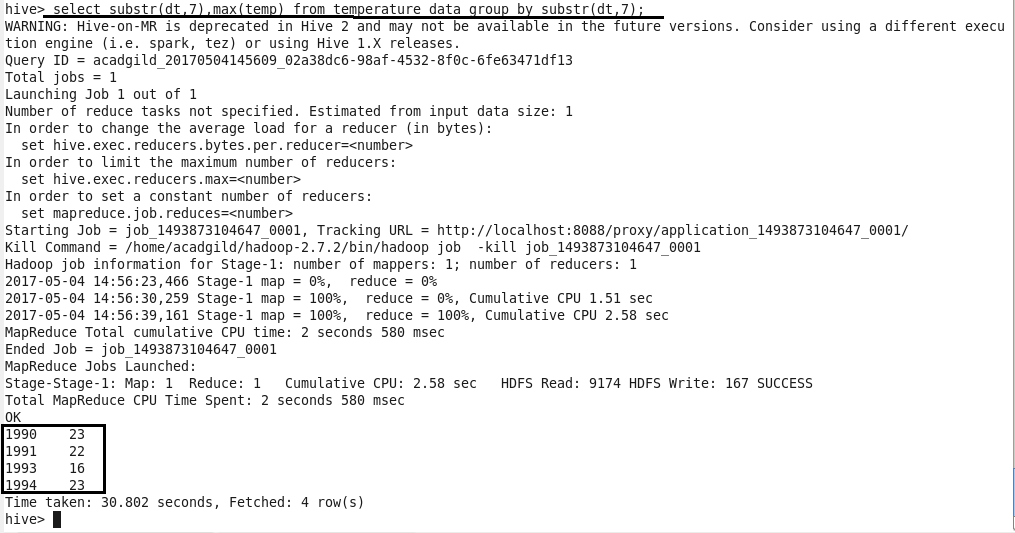 hive> select substr(dt,7),max(temp) from temperature_data group by substr(dt,7);
WARNING: Hive-on-MR is deprecated in Hive 2 and may not be available in the future versions. Consider using a different execu
tion engine (i.e. spark, tez) or using Hive 1.X releases.
Query ID = acadgild_20170504145609_02a38dc6-98af-4532-8f0c-6fe63471df13
Total jobs = 1
Launching Job 1 out of 1
Number of reduce tasks not specified. Estimated from input data size: 1
In order to change the average load for a reducer (in bytes):
  set hive.exec.reducers.bytes.per.reducer=<number>
In order to limit the maximum number of reducers:
  set hive.exec.reducers.max=<number>
In order to set a constant number of reducers:
  set mapreduce.job.reduces=<number>
Starting Job = job_1493873104647_0001, Tracking URL = http://localhost:8088/proxy/application_1493873104647_0001/
Kill Command = /home/acadgild/hadoop-2.7.2/bin/hadoop job  -kill job_1493873104647_0001
Hadoop job information for Stage-1: number of mappers: 1; number of reducers: 1
2017-05-04 14:56:23,466 Stage-1 map = 0%,  reduce = 0%
2017-05-04 14:56:30,259 Stage-1 map = 100%,  reduce = 0%, Cumulative CPU 1.51 sec
2017-05-04 14:56:39,161 Stage-1 map = 100%,  reduce = 100%, Cumulative CPU 2.58 sec
MapReduce Total cumulative CPU time: 2 seconds 580 msec
Ended Job = job_1493873104647_0001
MapReduce Jobs Launched:
Stage-Stage-1: Map: 1  Reduce: 1   Cumulative CPU: 2.58 sec   HDFS Read: 9174 HDFS Write: 167 SUCCESS
Total MapReduce CPU Time Spent: 2 seconds 580 msec
OK
1990    23
1991    22
1993    16
1994    23
Time taken: 30.802 seconds, Fetched: 4 row(s)
hive>